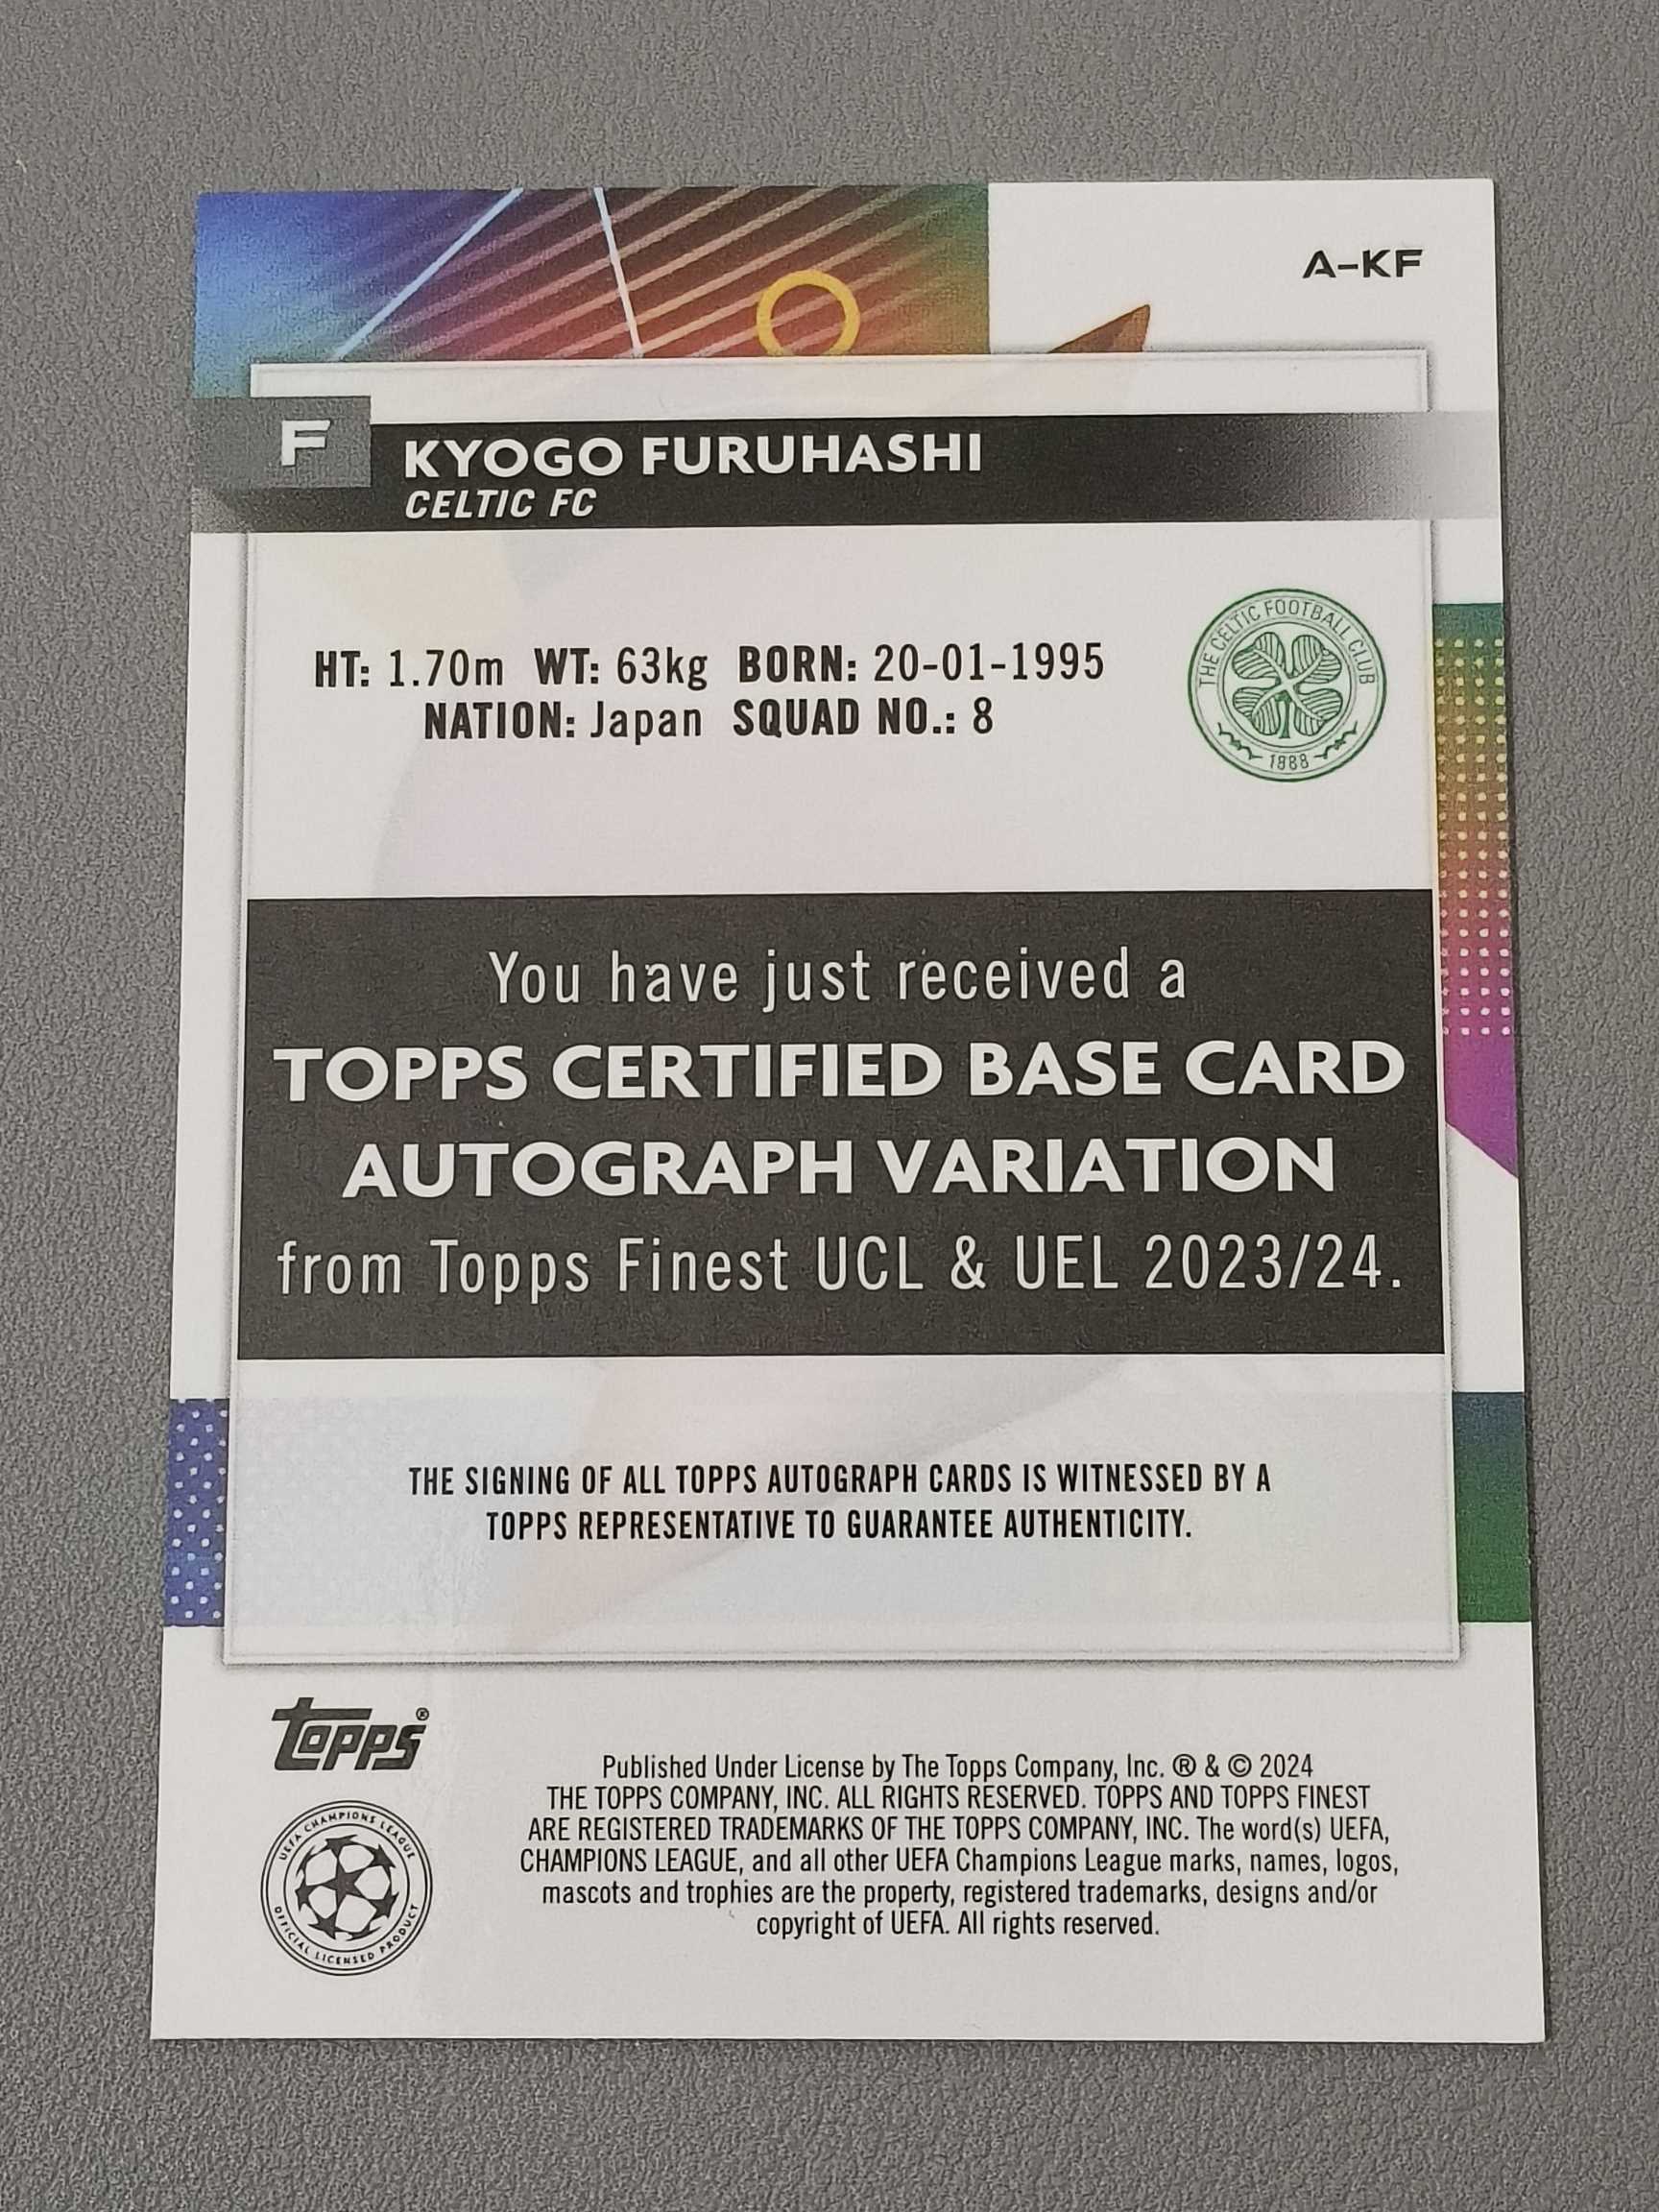 A-KF
F
KYOGO FURUHASHI
CELTIC FC
HT: 1.70m WT: 63kg BORN: 20-01-1995
NATION: Japan SQUAD NO.: 8
THE CELTIC FOOTBALL CLUB
1888
You have just received a
TOPPS CERTIFIED BASE CARD
AUTOGRAPH VARIATION
from Topps Finest UCL & UEL 2023/24.
THE SIGNING OF ALL TOPPS AUTOGRAPH CARDS IS WITNESSED BY A
TOPPS REPRESENTATIVE TO GUARANTEE AUTHENTICITY.
Topps®
UEFA CHAMPIONS LEAGUE
OFFICIAL LICENSED PRODUCT
Published Under License by The Topps Company, Inc. ® & © 2024
THE TOPPS COMPANY, INC. ALL RIGHTS RESERVED. TOPPS AND TOPPS FINEST
ARE REGISTERED TRADEMARKS OF THE TOPPS COMPANY, INC. The word(s) UEFA,
CHAMPIONS LEAGUE, and all other UEFA Champions League marks, names, logos,
mascots and trophies are the property, registered trademarks, designs and/or
copyright of UEFA. All rights reserved.